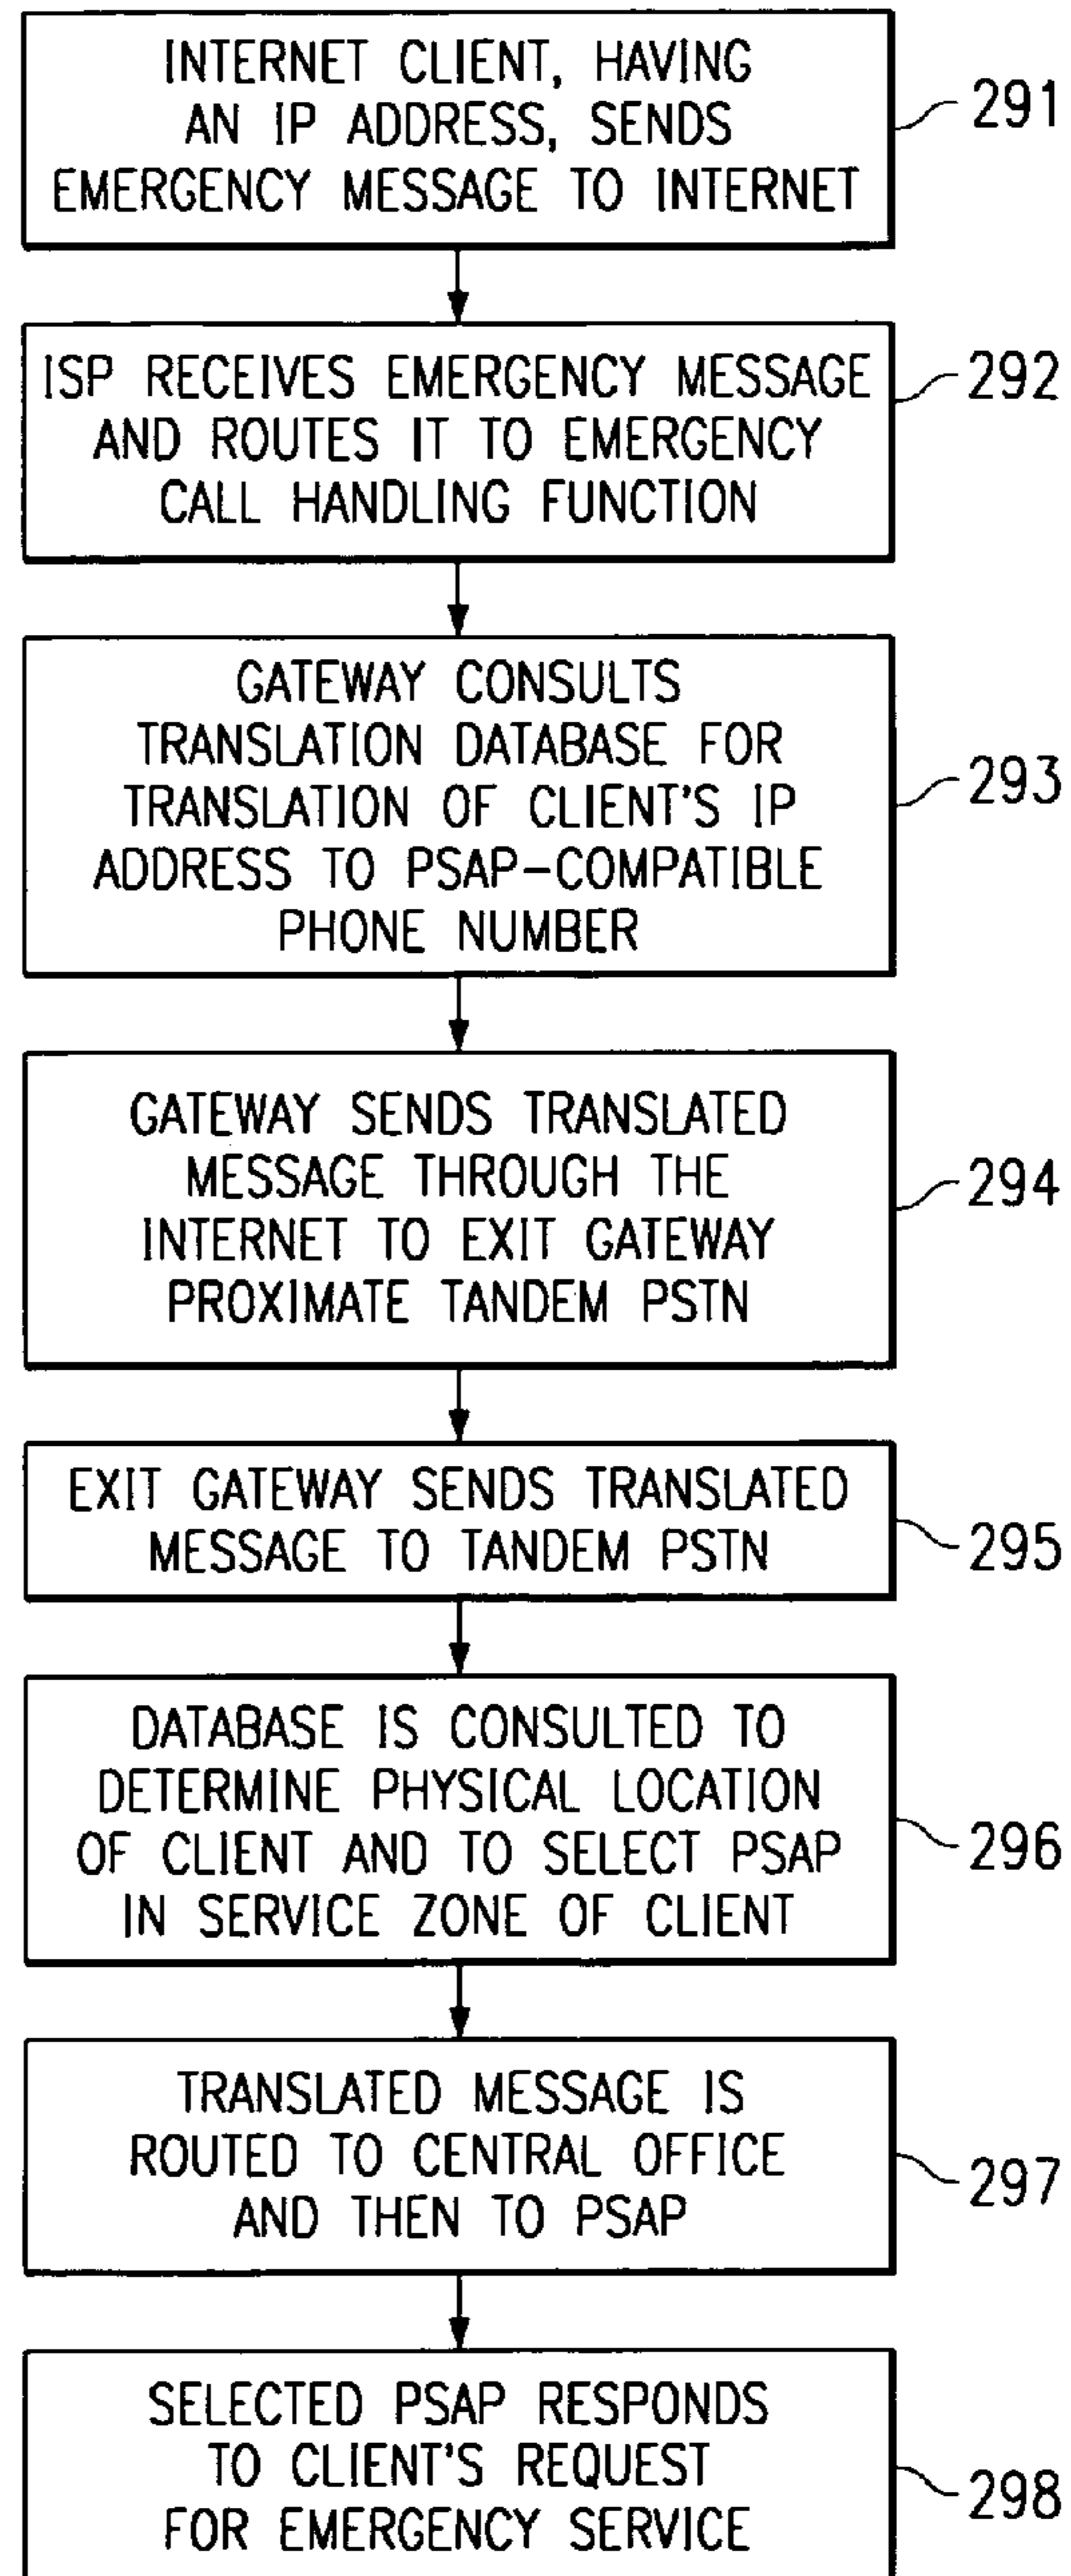 INTERNET CLIENT, HAVING
AN IP ADDRESS, SENDS
EMERGENCY MESSAGE TO INTERNET
291
ISP RECEIVES EMERGENCY MESSAGE
AND ROUTES IT TO EMERGENCY
CALL HANDLING FUNCTION
292
GATEWAY CONSULTS
TRANSLATION DATABASE FOR
TRANSLATION OF CLIENT'S IP
ADDRESS TO PSAP-COMPATIBLE
PHONE NUMBER
293
GATEWAY SENDS TRANSLATED
MESSAGE THROUGH THE
INTERNET TO EXIT GATEWAY
PROXIMATE TANDEM PSTN
294
EXIT GATEWAY SENDS TRANSLATED
MESSAGE TO TANDEM PSTN
295
DATABASE IS CONSULTED TO
DETERMINE PHYSICAL LOCATION
OF CLIENT AND TO SELECT PSAP
IN SERVICE ZONE OF CLIENT
296
TRANSLATED MESSAGE IS
ROUTED TO CENTRAL OFFICE
AND THEN TO PSAP
297
SELECTED PSAP RESPONDS
TO CLIENT'S REQUEST
FOR EMERGENCY SERVICE
298